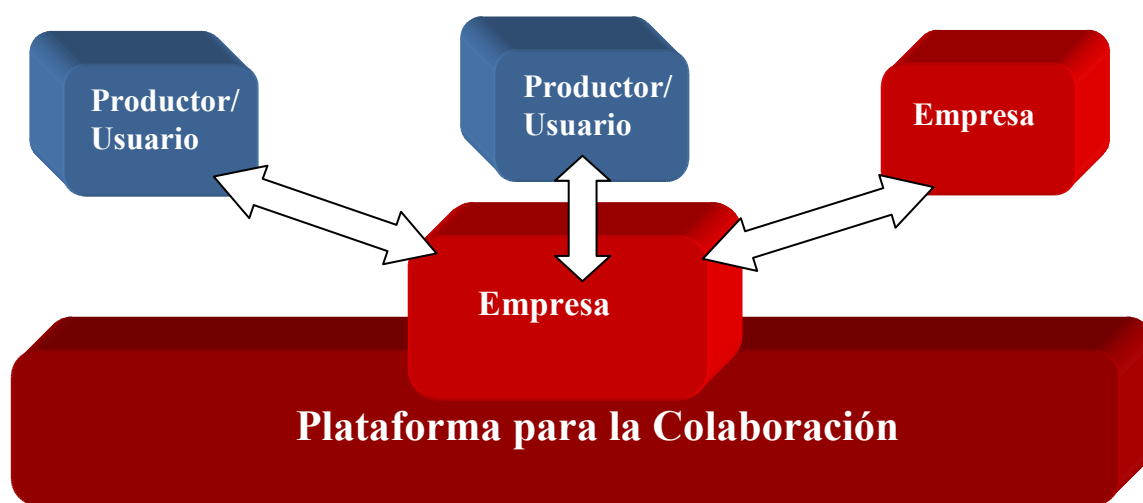 Productor/
Usuario
Productor/
Usuario
Empresa
Empresa
Plataforma para la Colaboración